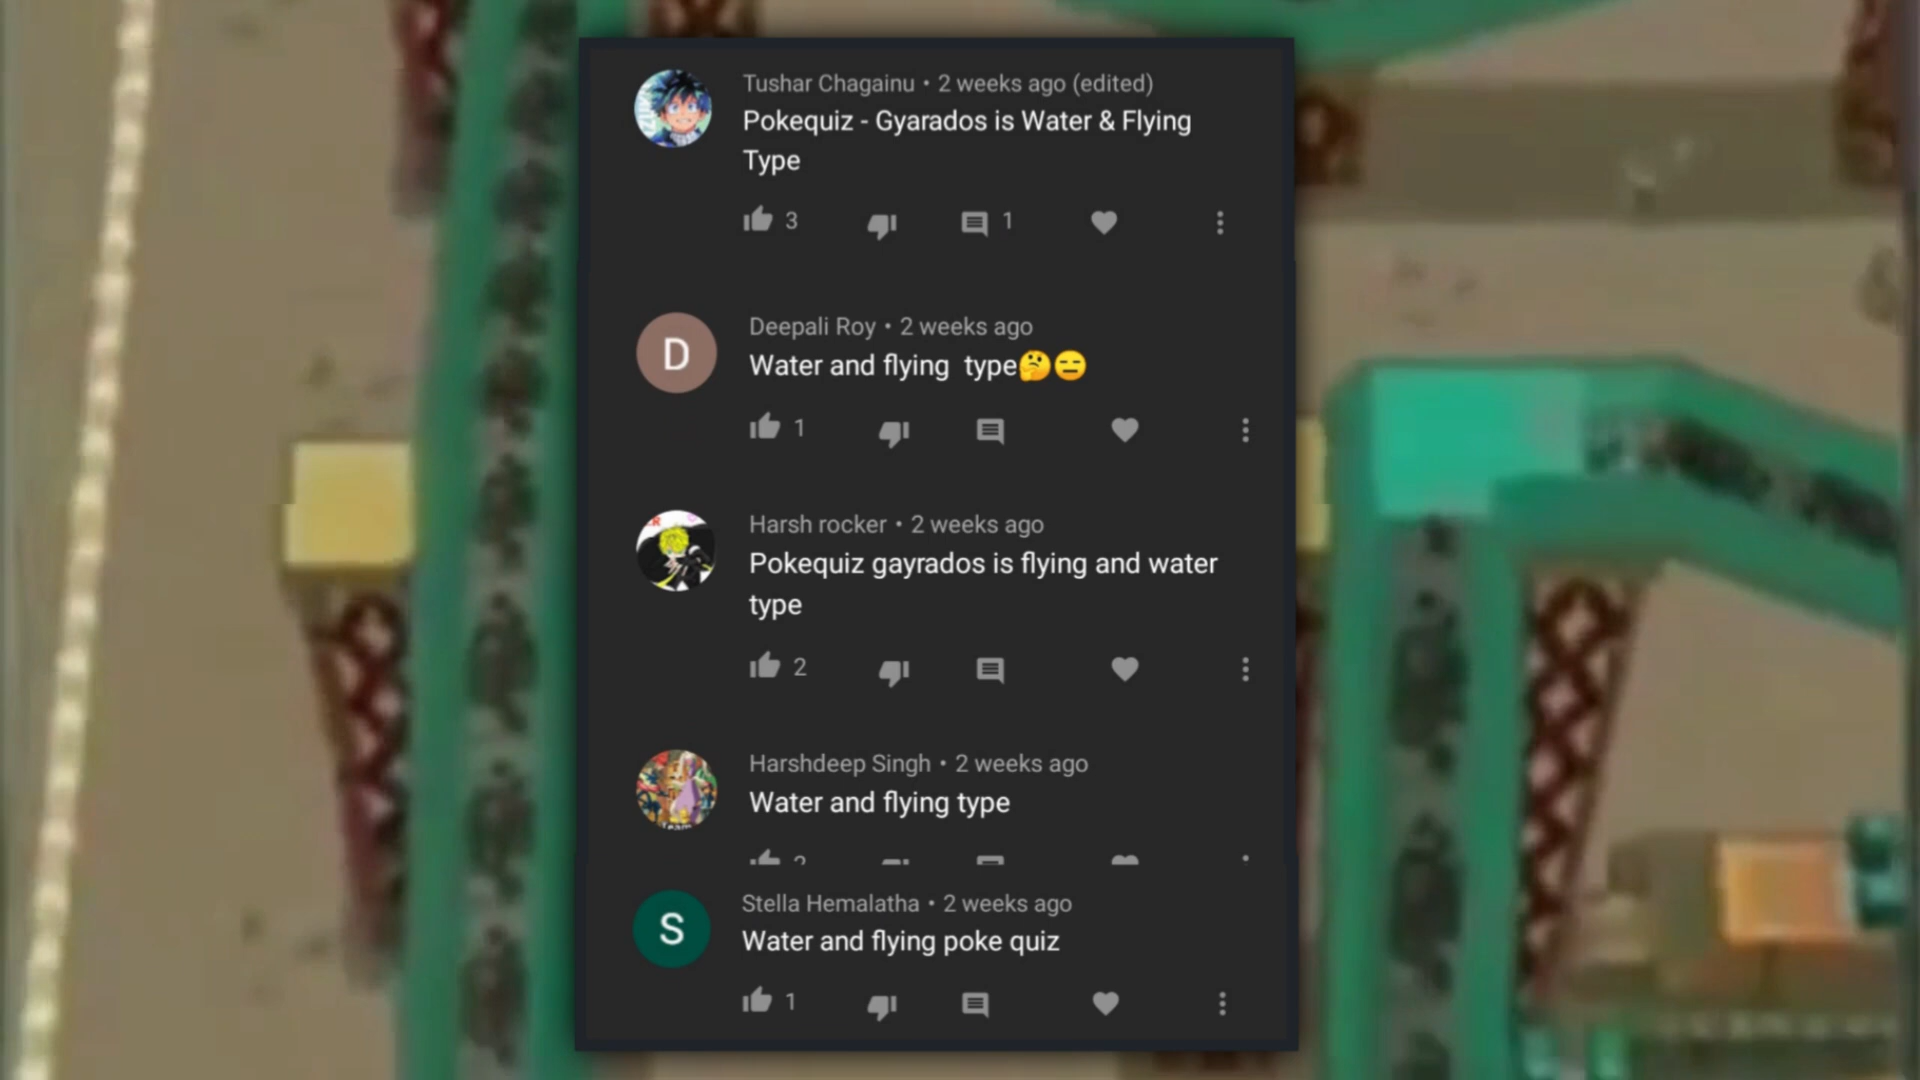 Tushar Chagainu • 2 weeks ago (edited)
Pokequiz - Gyarados is Water & Flying
Type
3 1
Deepali Roy • 2 weeks ago
Water and flying  type🤔😑
1
Harsh rocker • 2 weeks ago
Pokequiz gayrados is flying and water
type
2
Harshdeep Singh • 2 weeks ago
Water and flying type
Stella Hemalatha • 2 weeks ago
Water and flying poke quiz
1
D
S